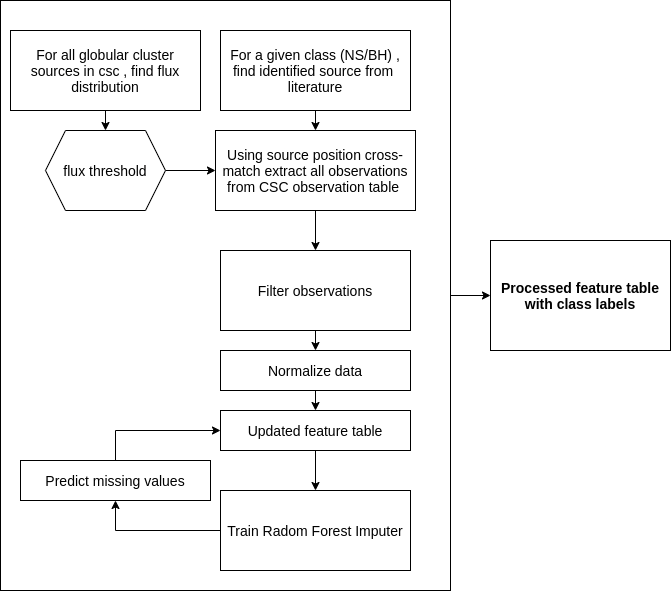 For all globular cluster
sources in csc , find flux
distribution
For a given class (NS/BH) ,
find identified source from
literature
flux threshold
Using source position cross-
match extract all observations
from CSC observation table
Filter observations
Processed feature table
with class labels
Normalize data
Updated feature table
Predict missing values
Train Radom Forest Imputer